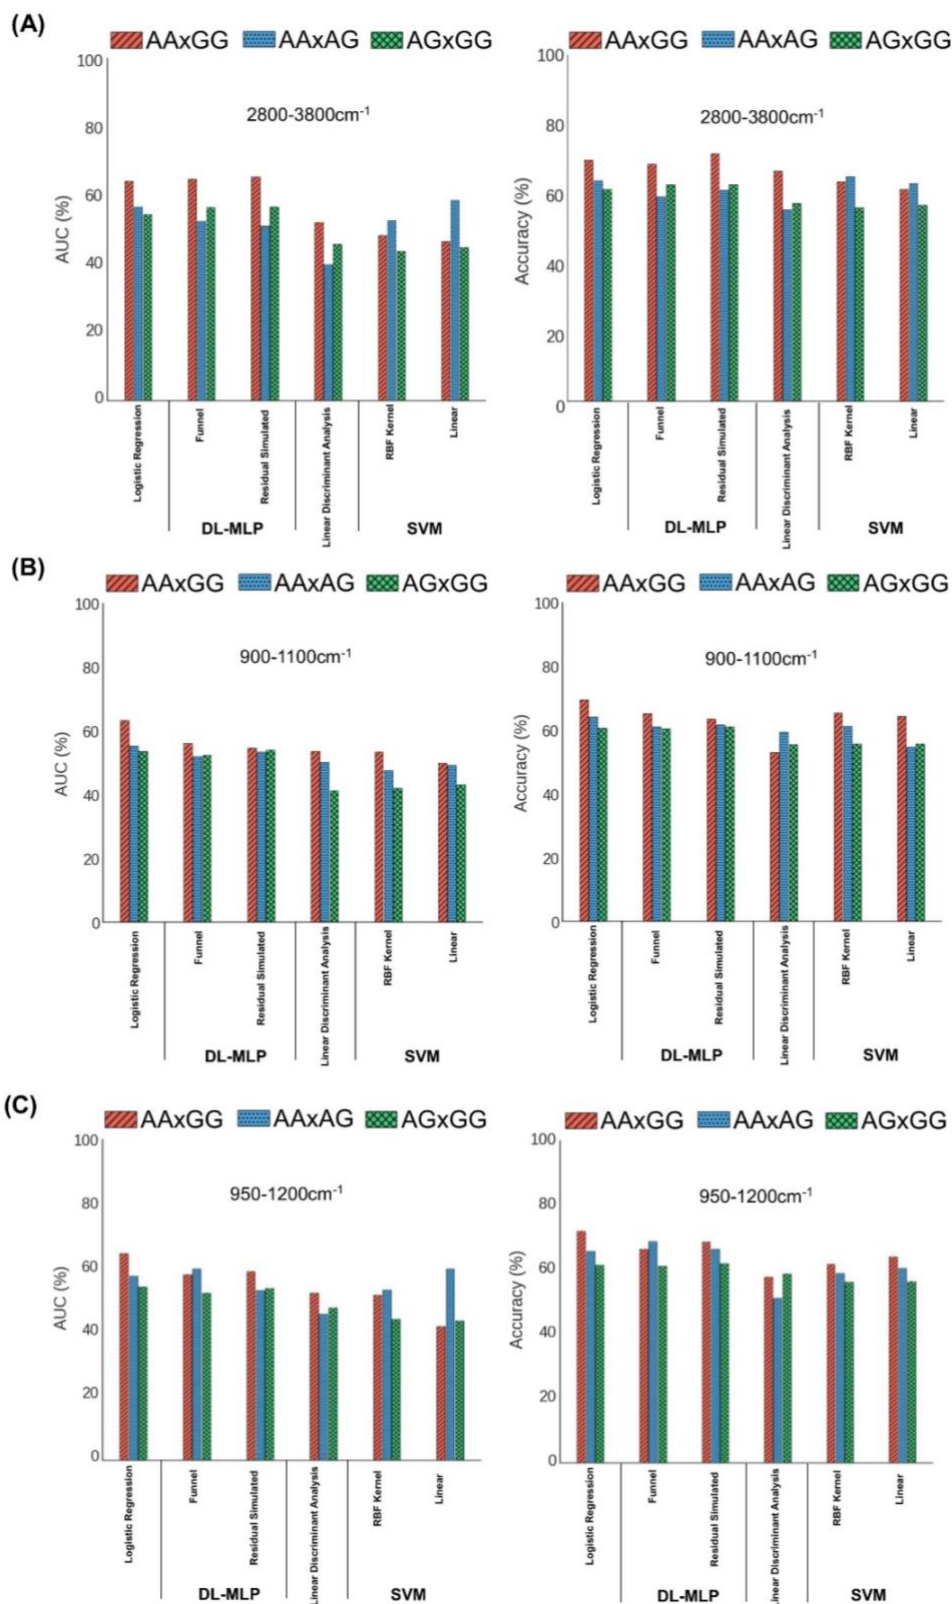 (A)
AAxGG AAxAG AGxGG
100
80
60
40
20
0
AUC (%)
2800-3800cm-1
Logistic Regression
Funnel
Residual Simulated
Linear Discriminant Analysis
RBF Kernel
Linear
DL-MLP
SVM
AAxGG AAxAG AGxGG
100
80
60
40
20
0
Accuracy (%)
2800-3800cm-1
Logistic Regression
Funnel
Residual Simulated
Linear Discriminant Analysis
RBF Kernel
Linear
DL-MLP
SVM
(B)
AAxGG AAxAG AGxGG
100
80
60
40
20
0
AUC (%)
900-1100cm-1
Logistic Regression
Funnel
Residual Simulated
Linear Discriminant Analysis
RBF Kernel
Linear
DL-MLP
SVM
AAxGG AAxAG AGxGG
100
80
60
40
20
0
Accuracy (%)
900-1100cm-1
Logistic Regression
Funnel
Residual Simulated
Linear Discriminant Analysis
RBF Kernel
Linear
DL-MLP
SVM
(C)
AAxGG AAxAG AGxGG
100
80
60
40
20
0
AUC (%)
950-1200cm-1
Logistic Regression
Funnel
Residual Simulated
Linear Discriminant Analysis
RBF Kernel
Linear
DL-MLP
SVM
AAxGG AAxAG AGxGG
100
80
60
40
20
0
Accuracy (%)
950-1200cm-1
Logistic Regression
Funnel
Residual Simulated
Linear Discriminant Analysis
RBF Kernel
Linear
DL-MLP
SVM